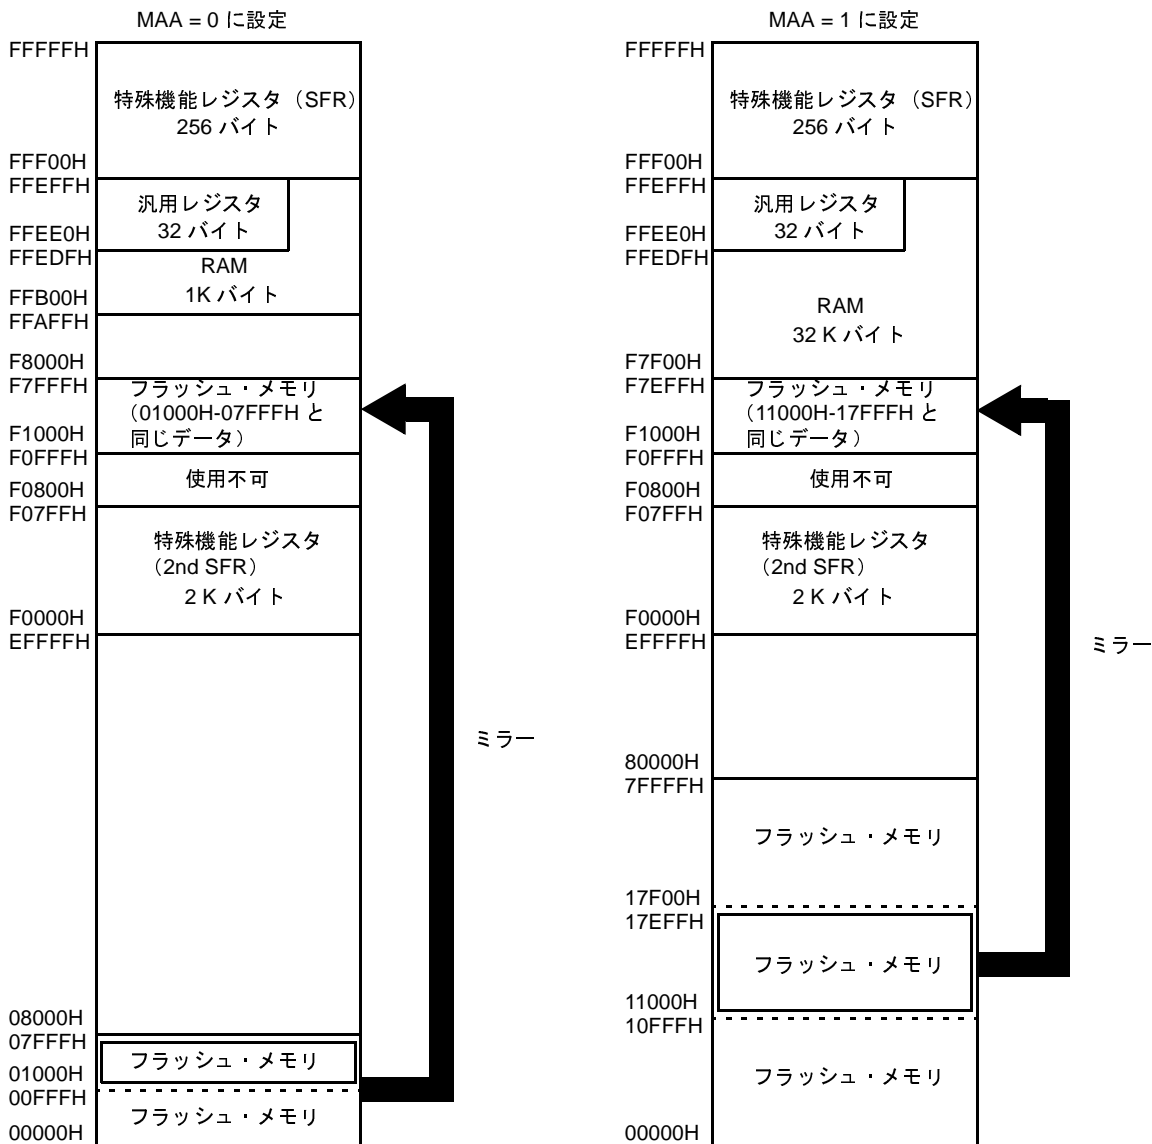 MAA = 0 に設定
FFFFFH
特殊機能レジスタ（SFR）
256 バイト
FFF00H
FFEFFH
汎用レジスタ
32 バイト
FFEE0H
FFEDFH
RAM
1K バイト
FFB00H
FFAFFH
F8000H
F7FFFH
フラッシュ・メモリ
（01000H-07FFFH と
同じデータ）
F1000H
F0FFFH
使用不可
F0800H
F07FFH
特殊機能レジスタ
（2nd SFR）
2 K バイト
F0000H
EFFFFH
ミラー
08000H
07FFFH
フラッシュ・メモリ
01000H
00FFFH
フラッシュ・メモリ
00000H
MAA = 1 に設定
FFFFFH
特殊機能レジスタ（SFR）
256 バイト
FFF00H
FFEFFH
汎用レジスタ
32 バイト
FFEE0H
FFEDFH
RAM
32 K バイト
F7F00H
F7EFFH
フラッシュ・メモリ
（11000H-17FFFH と
同じデータ）
F1000H
F0FFFH
使用不可
F0800H
F07FFH
特殊機能レジスタ
（2nd SFR）
2 K バイト
F0000H
EFFFFH
ミラー
80000H
7FFFFH
フラッシュ・メモリ
17F00H
17EFFH
フラッシュ・メモリ
11000H
10FFFH
フラッシュ・メモリ
00000H